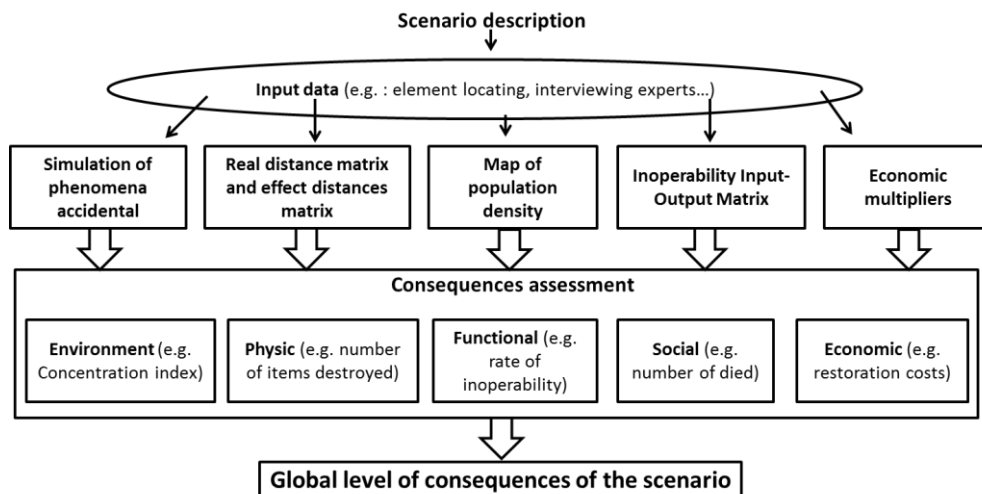 Scenario description
Input data (e.g. : element locating, interviewing experts...)
Simulation of
phenomena
accidental
Real distance matrix
and effect distances
matrix
Map of
population
density
Inoperability Input-
Output Matrix
Economic
multipliers
Consequences assessment
Environment (e.g.
Concentration index)
Physic (e.g. number
of items destroyed)
Functional (e.g.
rate of
inoperability)
Social (e.g.
number of died)
Economic (e.g.
restoration costs)
Global level of consequences of the scenario